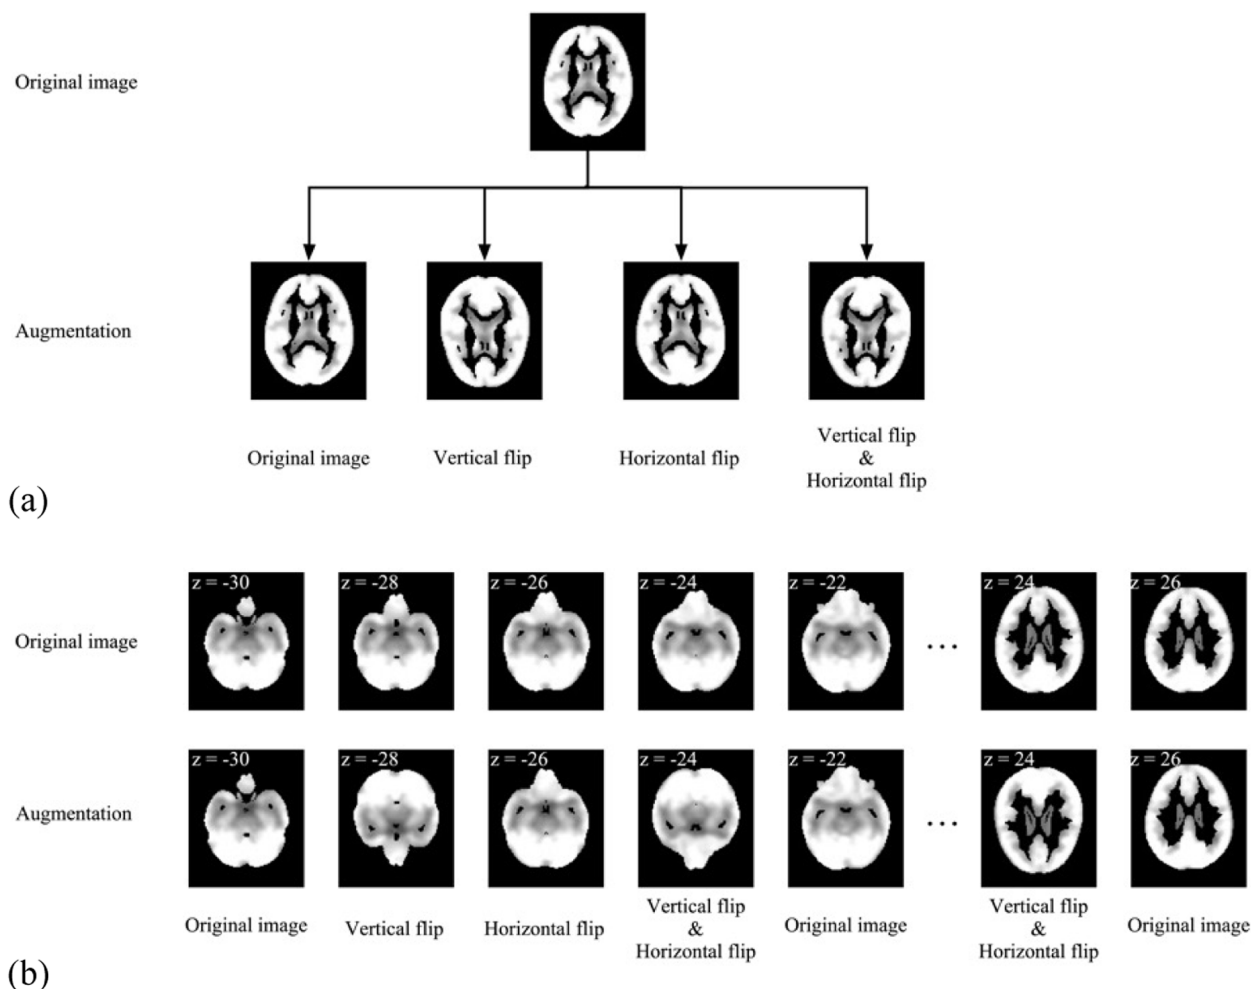 Original image
Augmentation
Original image
Vertical flip
Horizontal flip
Vertical flip
&
Horizontal flip
(a)
z = -30
z = -28
z = -26
z = -24
z = -22
z = 24
z = 26
Original image
...
Augmentation
z = -30
z = -28
z = -26
z = -24
z = -22
z = 24
z = 26
...
Original image
Vertical flip
Horizontal flip
Vertical flip
&
Horizontal flip
Original image
Vertical flip
&
Horizontal flip
Original image
(b)